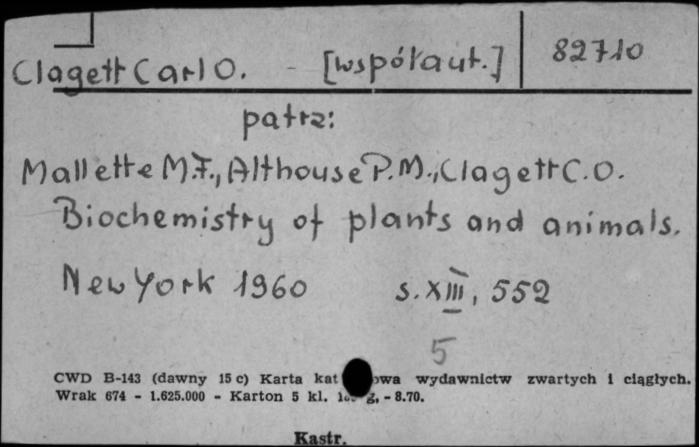 Clagett Carl O. - [współaut.] 82710
patrz:
Mallette M.F., Althouse P.M., Clagett C.O.
Biochemistry of plants and animals.
New York 1960 s. XIII, 552
5
CWD B-143 (dawny 15 c) Karta kat owa wydawnictw zwartych i ciągłych.
Wrak 674 - 1.625.000 - Karton 5 kl. g. - 8.70.
Kastr.